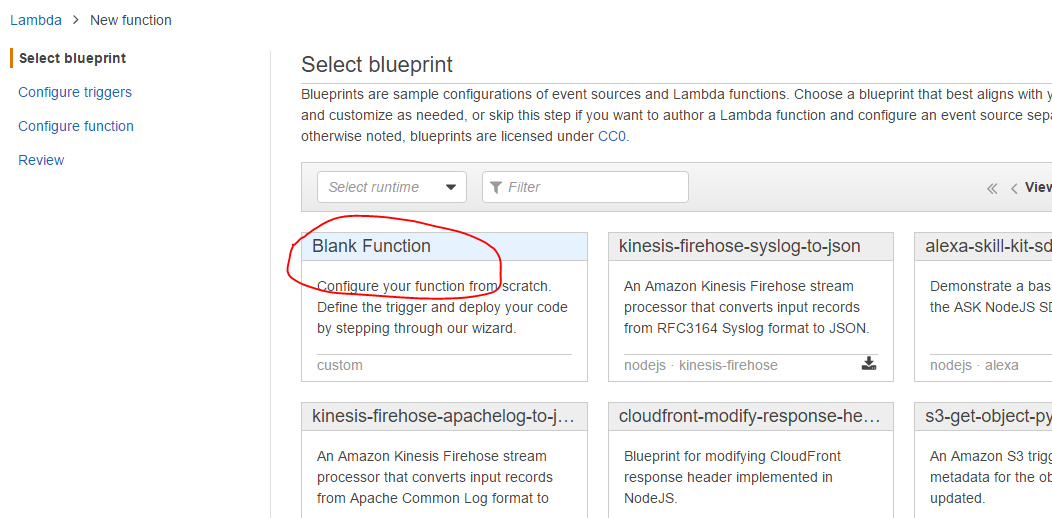 Lambda > New function
Select blueprint
Configure triggers
Configure function
Review
Select blueprint
Blueprints are sample configurations of event sources and Lambda functions. Choose a blueprint that best aligns with
and customize as needed, or skip this step if you want to author a Lambda function and configure an event source
otherwise noted, blueprints are licensed under CC0.
Select runtime
Filter
« <
Blank Function
Configure your function from scratch.
Define the trigger and deploy your code
by stepping through our wizard.
custom
kinesis-firehose-syslog-to-json
An Amazon Kinesis Firehose stream
processor that converts input records
from RFC3164 Syslog format to JSON.
nodejs · kinesis-firehose
alexa-skill-kit-sd
Demonstrate a bas
the ASK NodeJS
nodejs · alexa
kinesis-firehose-apachelog-to-j…
An Amazon Kinesis Firehose stream
processor that converts input records
from Apache Common Log format to
cloudfront-modify-response-he…
Blueprint for modifying CloudFront
response header implemented in
NodeJS.
s3-get-object-py
An Amazon S3 trigg
metadata for the ob
updated.